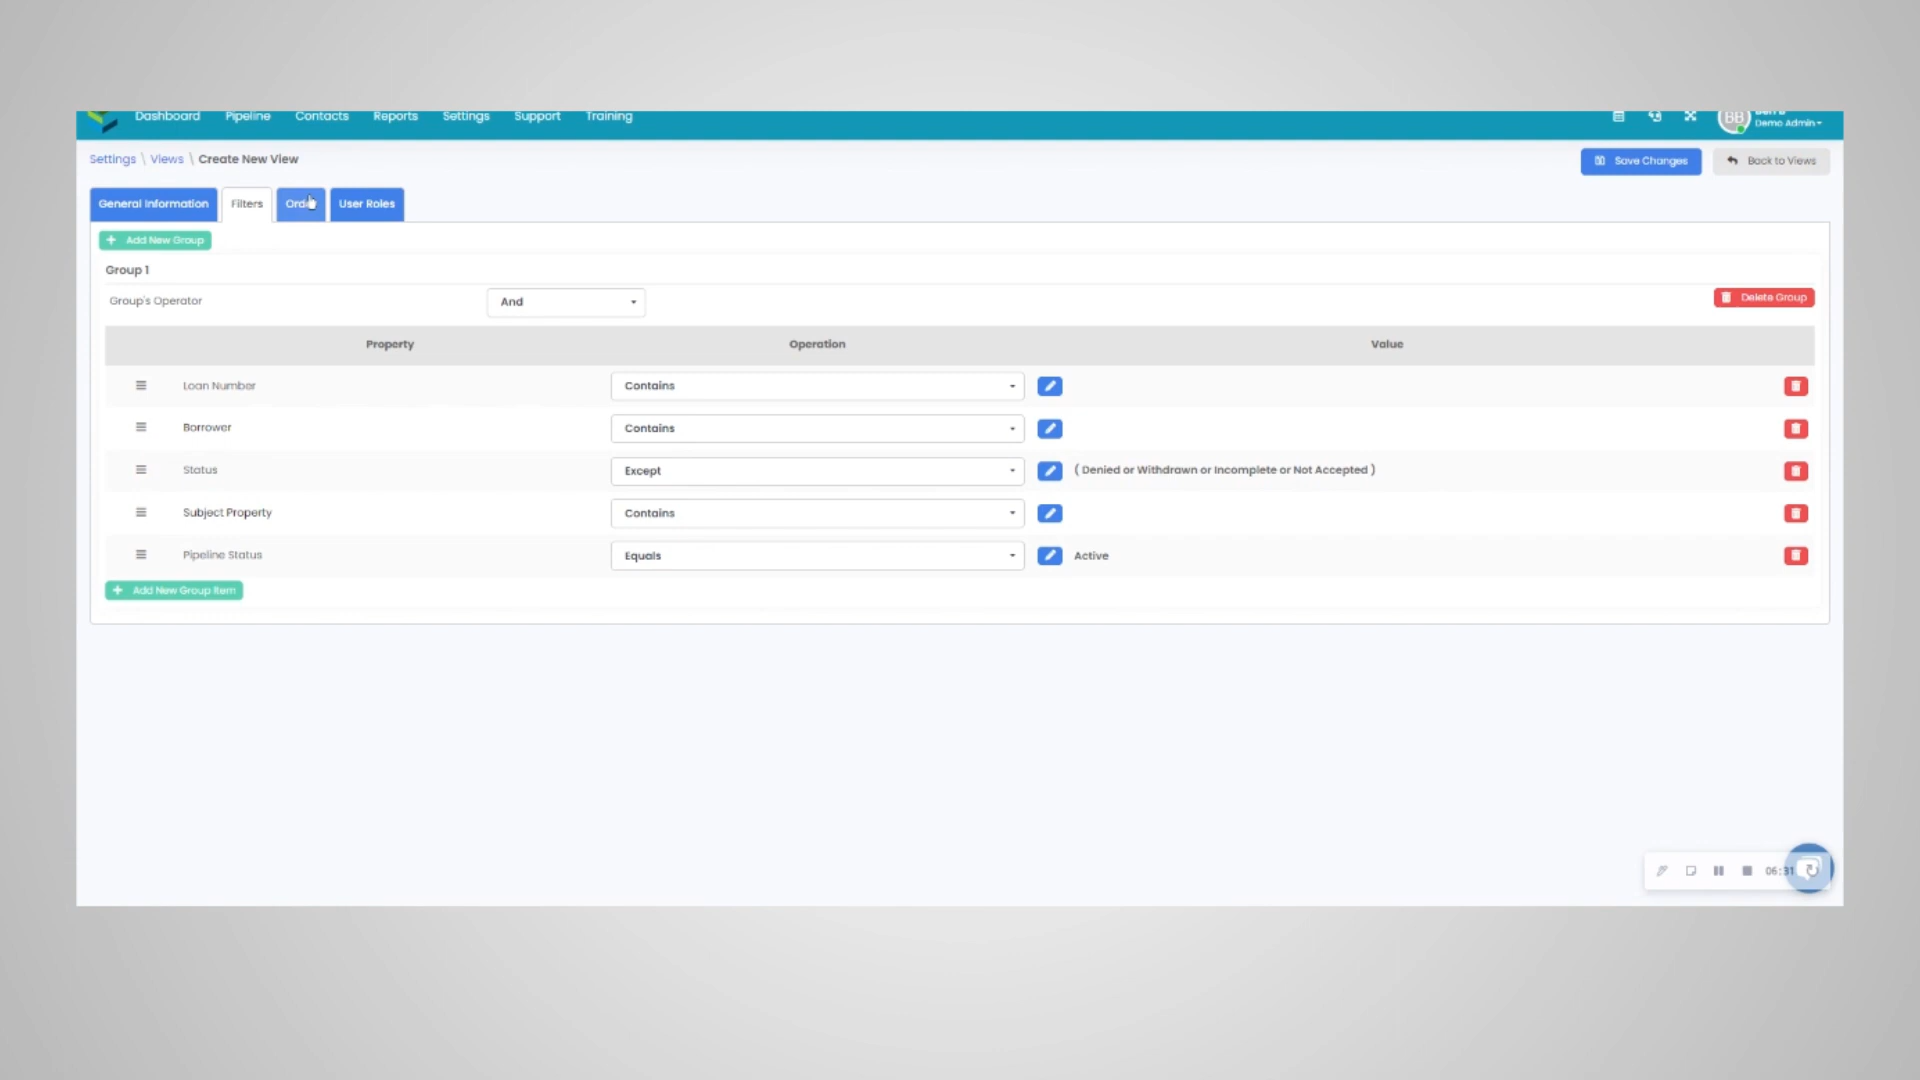 Dashboard Pipeline Contacts Reports Settings Support Training
BB
Demo Admin
Settings \ Views \ Create New View
Save Changes
Back to Views
General Information
Filters
User Roles
+ Add New Group
Group 1
Group's Operator
And
Delete Group
Property Operation Value
Loan Number Contains
Borrower Contains
Status Except ( Denied or Withdrawn or Incomplete or Not Accepted )
Subject Property Contains
Pipeline Status Equals Active
+ Add New Group Item
06:31